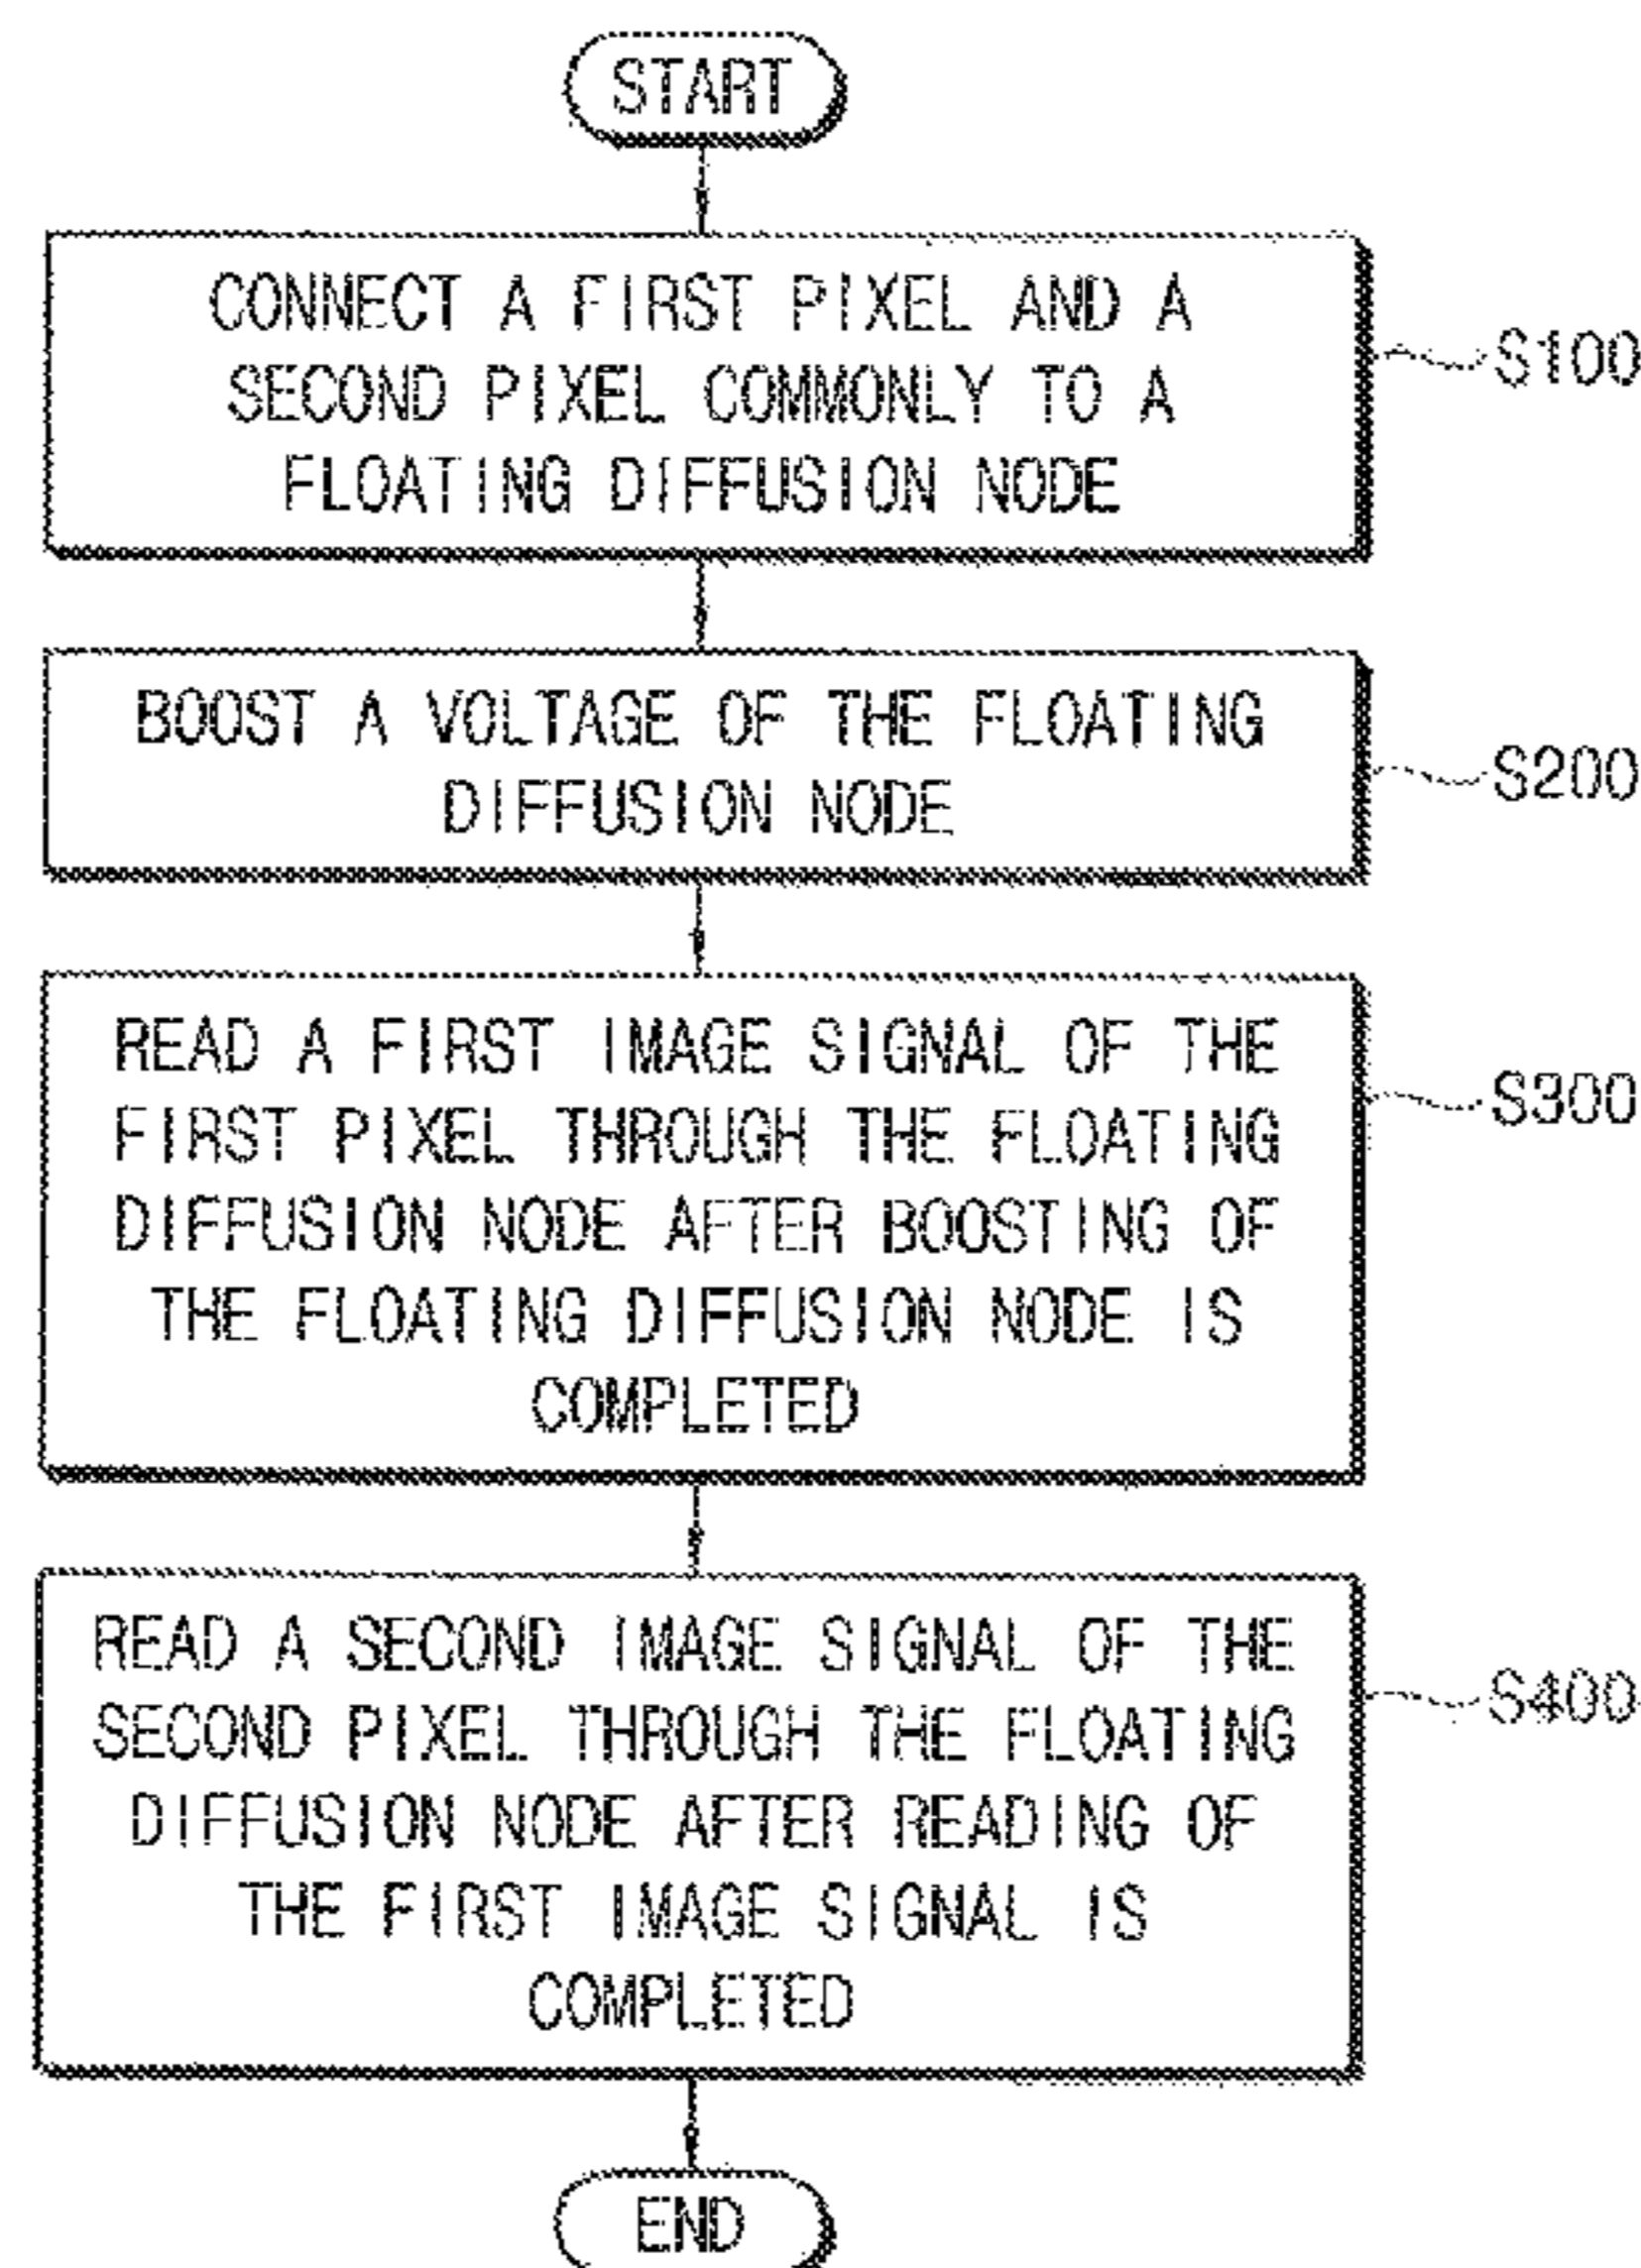 START
CONNECT A FIRST PIXEL AND A
SECOND PIXEL COMMONLY TO A
FLOATING DIFFUSION NODE
S100
BOOST A VOLTAGE OF THE FLOATING
DIFFUSION NODE
S200
READ A FIRST IMAGE SIGNAL OF THE
FIRST PIXEL THROUGH THE FLOATING
DIFFUSION NODE AFTER BOOSTING OF
THE FLOATING DIFFUSION NODE IS
COMPLETED
S300
READ A SECOND IMAGE SIGNAL OF THE
SECOND PIXEL THROUGH THE FLOATING
DIFFUSION NODE AFTER READING OF
THE FIRST IMAGE SIGNAL IS
COMPLETED
S400
END